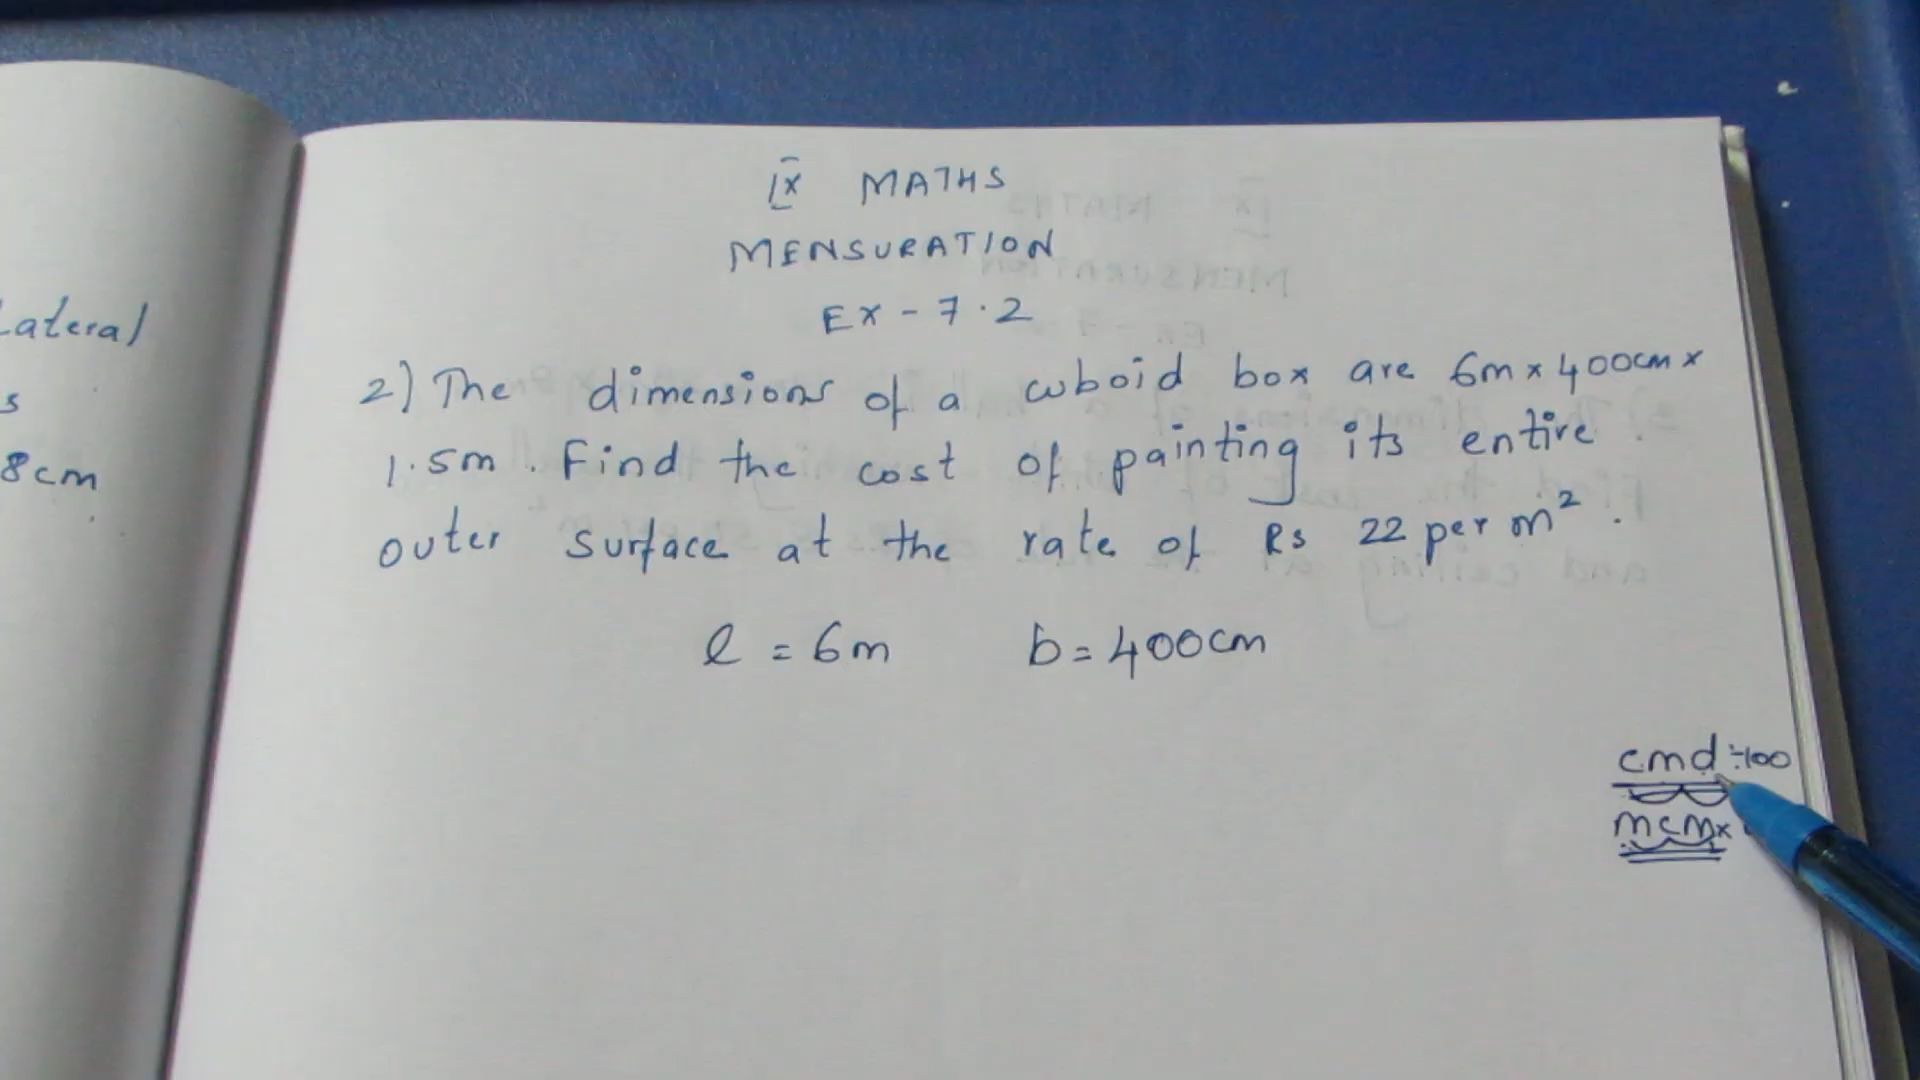 Lateral
s
8cm
IX MATHS
MENSURATION
Ex - 7.2
2) The dimensions of a cuboid box are 6m x 400cm x
1.5m. Find the cost of painting its entire
outer surface at the rate of Rs 22 per m².
l = 6m b = 400cm
cmd ÷100
mcmx